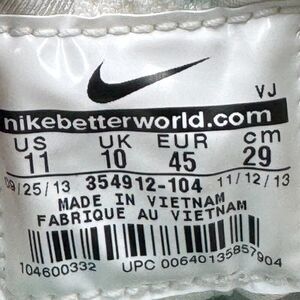 VJ
nikebetterworld.com
US UK EUR cm
11 10 45 29
09/25/13 354912-104 11/12/13
MADE IN VIETNAM
FABRIQUE AU VIETNAM
104600332 UPC 00640135857904